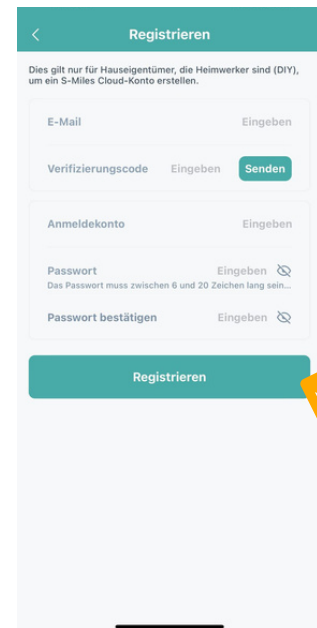 Registrieren
Dies gilt nur für Hauseigentümer, die Heimwerker sind (DIY),
um ein S-Miles Cloud-Konto erstellen.
E-Mail Eingeben
Verifizierungscode Eingeben Senden
Anmeldekonto Eingeben
Passwort Eingeben
Das Passwort muss zwischen 6 und 20 Zeichen lang sein...
Passwort bestätigen Eingeben
Registrieren